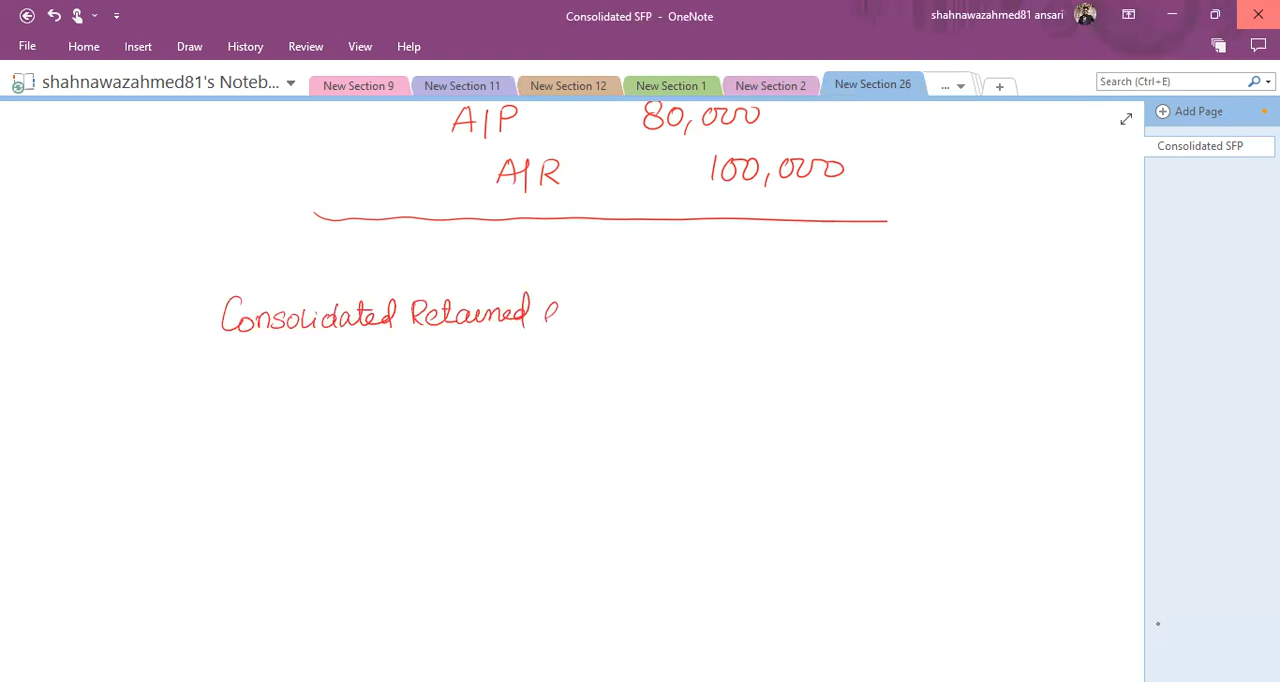 Consolidated SFP - OneNote
shahnawazahmed81 ansari
File Home Insert Draw History Review View Help
shahnawazahmed81's Noteb... New Section 9 New Section 11 New Section 12 New Section 1 New Section 2 New Section 26 ... + Search (Ctrl+E)
Add Page
Consolidated SFP
A/P 80,000
A/R 100,000
Consolidated Retained